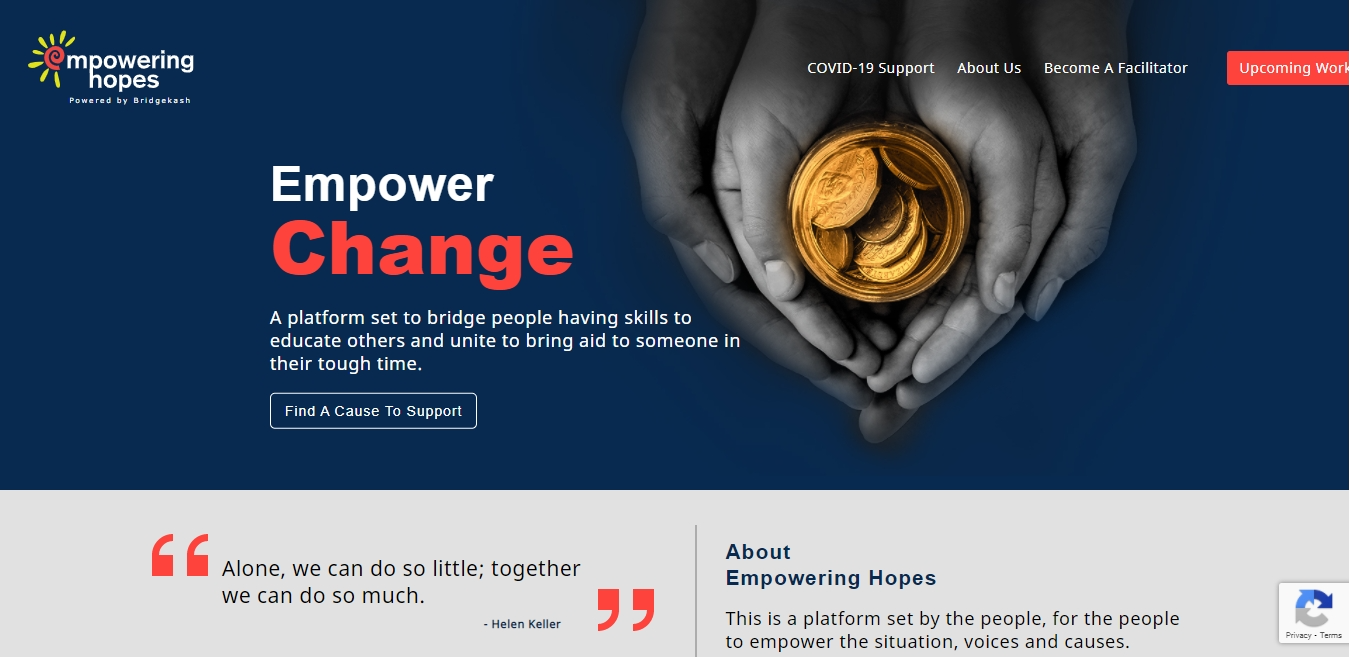 empowering
hopes
Powered by Bridgekash
COVID-19 Support
About Us
Become A Facilitator
Upcoming Work
Empower
Change
A platform set to bridge people having skills to
educate others and unite to bring aid to someone in
their tough time.
Find A Cause To Support
Alone, we can do so little; together
we can do so much.
- Helen Keller
About
Empowering Hopes
This is a platform set by the people, for the people
to empower the situation, voices and causes.
Privacy - Terms